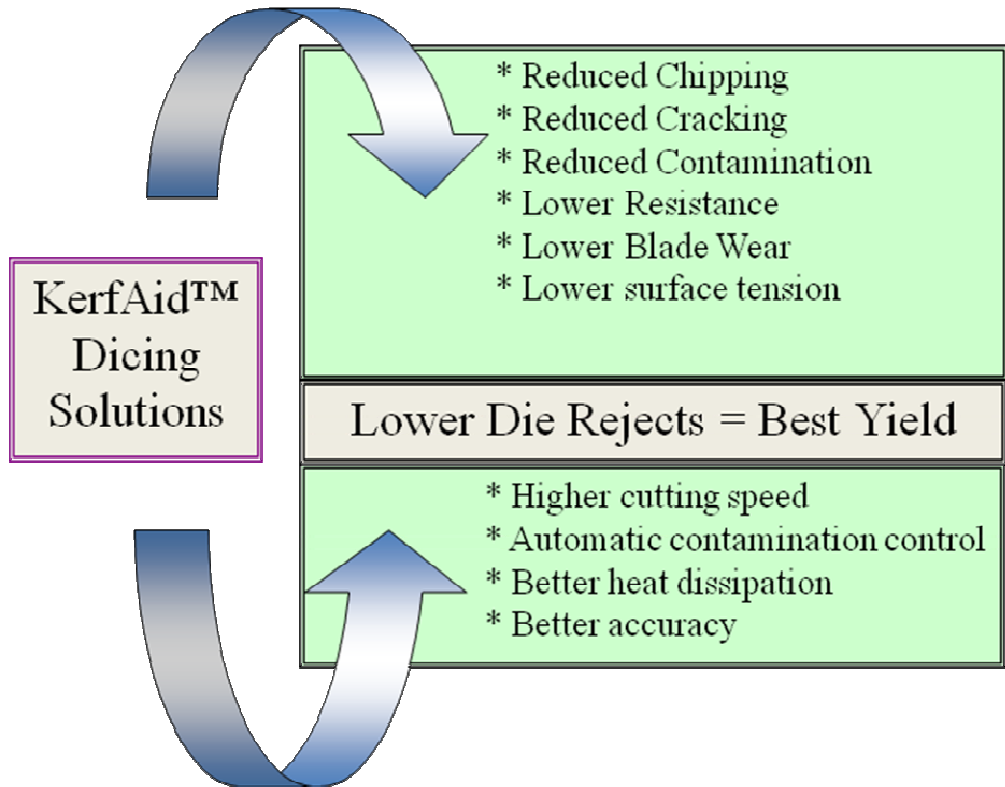 KerfAid™
Dicing
Solutions
* Reduced Chipping
* Reduced Cracking
* Reduced Contamination
* Lower Resistance
* Lower Blade Wear
* Lower surface tension
Lower Die Rejects = Best Yield
* Higher cutting speed
* Automatic contamination control
* Better heat dissipation
* Better accuracy